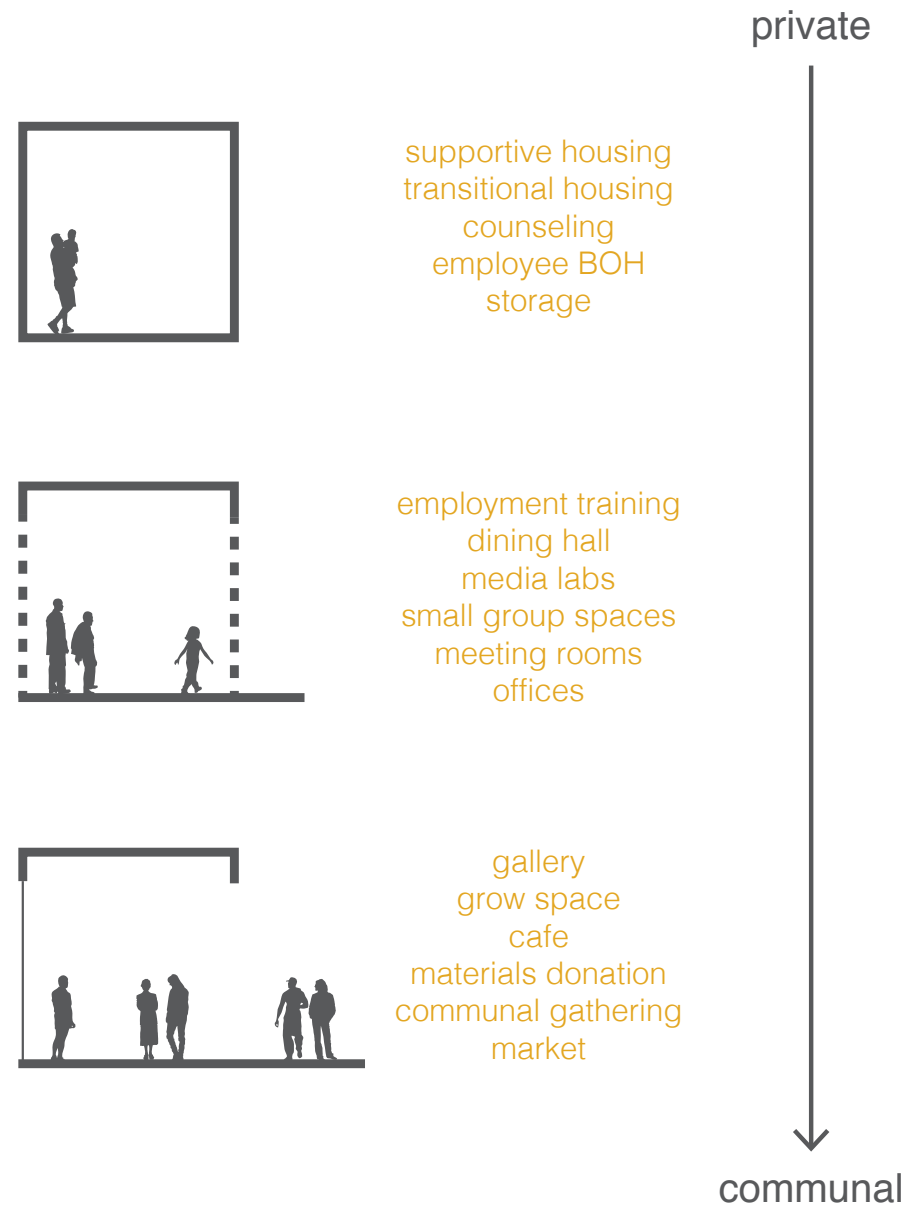 private
supportive housing
transitional housing
counseling
employee BOH
storage
employment training
dining hall
media labs
small group spaces
meeting rooms
offices
gallery
grow space
cafe
materials donation
communal gathering
market
communal